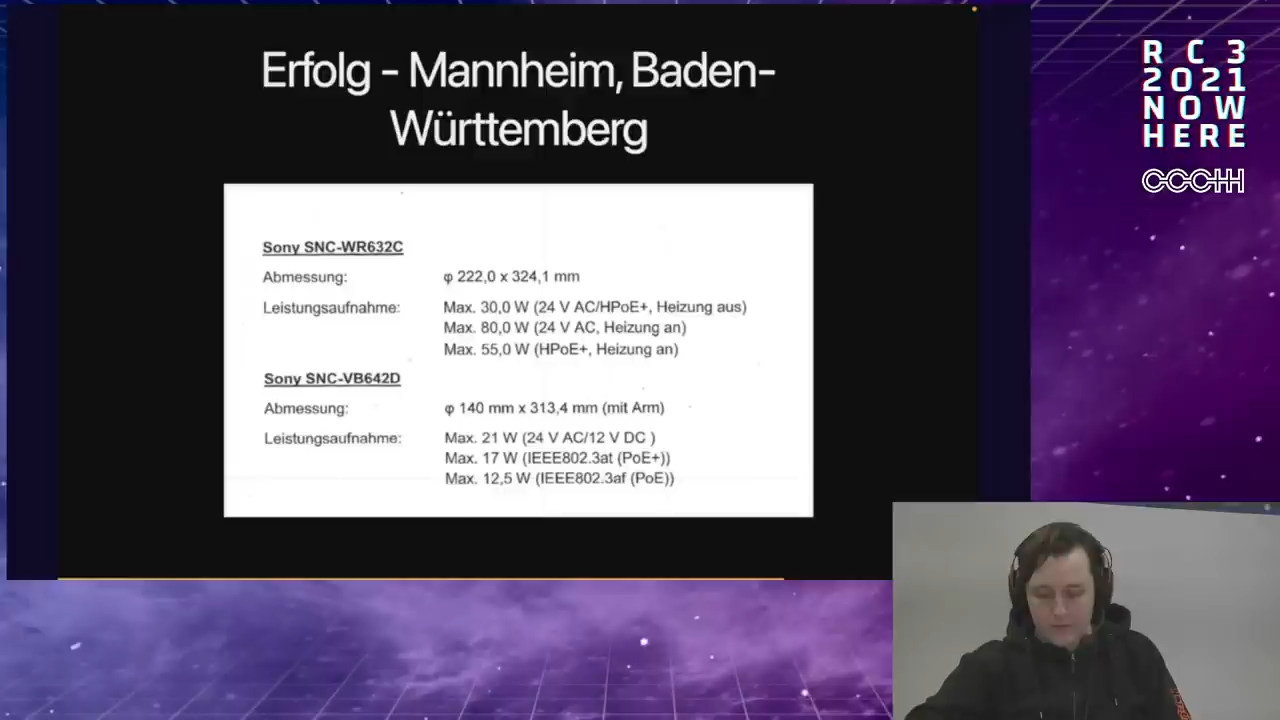 Erfolg - Mannheim, Baden-
Württemberg
Sony SNC-WR632C
Abmessung: φ 222,0 x 324,1 mm
Leistungsaufnahme: Max. 30,0 W (24 V AC/HPoE+, Heizung aus)
Max. 80,0 W (24 V AC, Heizung an)
Max. 55,0 W (HPoE+, Heizung an)
Sony SNC-VB642D
Abmessung: φ 140 mm x 313,4 mm (mit Arm)
Leistungsaufnahme: Max. 21 W (24 V AC/12 V DC )
Max. 17 W (IEEE802.3at (PoE+))
Max. 12,5 W (IEEE802.3af (PoE))
R C 3
2021
NOW
HERE
CCCHH